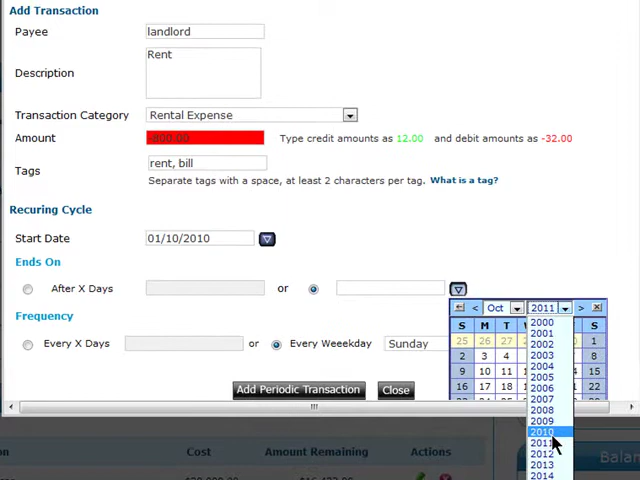 Add Transaction
Payee landlord
Description Rent
Transaction Category Rental Expense
Amount -800.00 Type credit amounts as 12.00 and debit amounts as -32.00
Tags rent, bill
Separate tags with a space, at least 2 characters per tag. What is a tag?
Recuring Cycle
Start Date 01/10/2010
Ends On
After X Days or
< Oct 2011 >
S M T S
25 26 27 1
2 3 4 8
9 10 11 15
16 17 18 22
2000
2001
2002
2003
2004
2005
2006
2007
2008
2009
2010
2011
2012
2013
2014
Frequency
Every X Days or Every Weeekday Sunday
Add Periodic Transaction Close
Cost Amount Remaining Actions
Balan